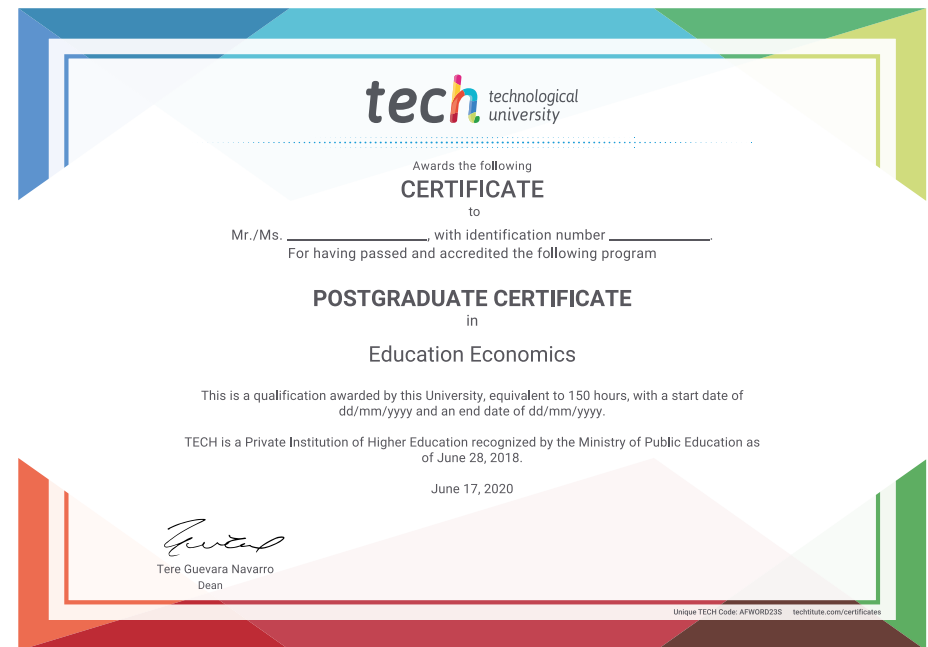 tech technological
university
Awards the following
CERTIFICATE
to
Mr./Ms. ____________________, with identification number ______________.
For having passed and accredited the following program
POSTGRADUATE CERTIFICATE
in
Education Economics
This is a qualification awarded by this University, equivalent to 150 hours, with a start date of
dd/mm/yyyy and an end date of dd/mm/yyyy.
TECH is a Private Institution of Higher Education recognized by the Ministry of Public Education as
of June 28, 2018.
June 17, 2020
Tere Guevara Navarro
Dean
Unique TECH Code: AFWORD23S techtitute.com/certificates